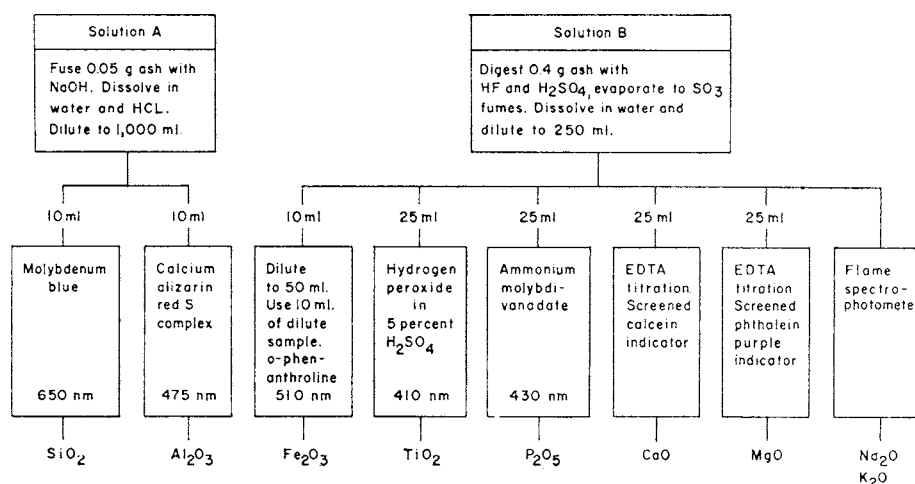 Solution A
Fuse 0.05 g ash with
NaOH. Dissolve in
water and HCL.
Dilute to 1,000 ml.
Solution B
Digest 0.4 g ash with
HF and H₂SO₄, evaporate to SO₃
fumes. Dissolve in water and
dilute to 250 ml.
10 ml
10 ml
10 ml
25 ml
25 ml
25 ml
25 ml
Molybdenum
blue
650 nm
Calcium
alizarin
red S
complex
475 nm
Dilute
to 50 ml.
Use 10 ml.
of dilute
sample.
o-phen-
anthroline
510 nm
Hydrogen
peroxide
in
5 percent
H₂SO₄
410 nm
Ammonium
molybdi-
vanadate
430 nm
EDTA
titration.
Screened
calcein
indicator
EDTA
titration
Screened
phthalein
purple
indicator
Flame
spectro-
photomete
SiO₂
Al₂O₃
Fe₂O₃
TiO₂
P₂O₅
CaO
MgO
Na₂O
K₂O